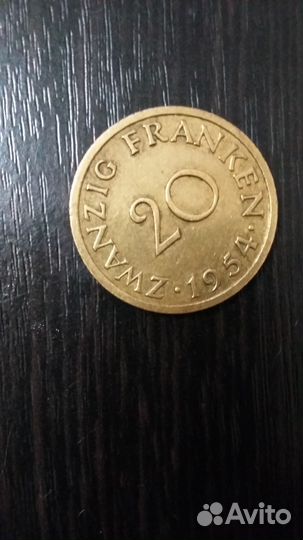 ZWANZIG FRANKEN
20
· 1954 ·
Avito